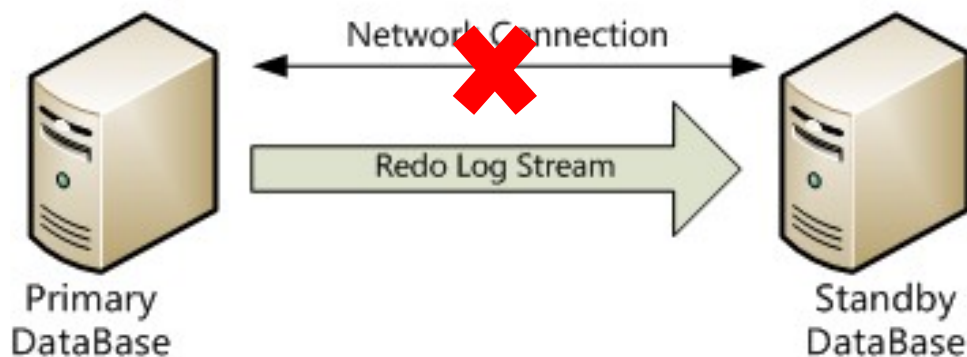 Network Connection
Redo Log Stream
Primary
DataBase
Standby
DataBase